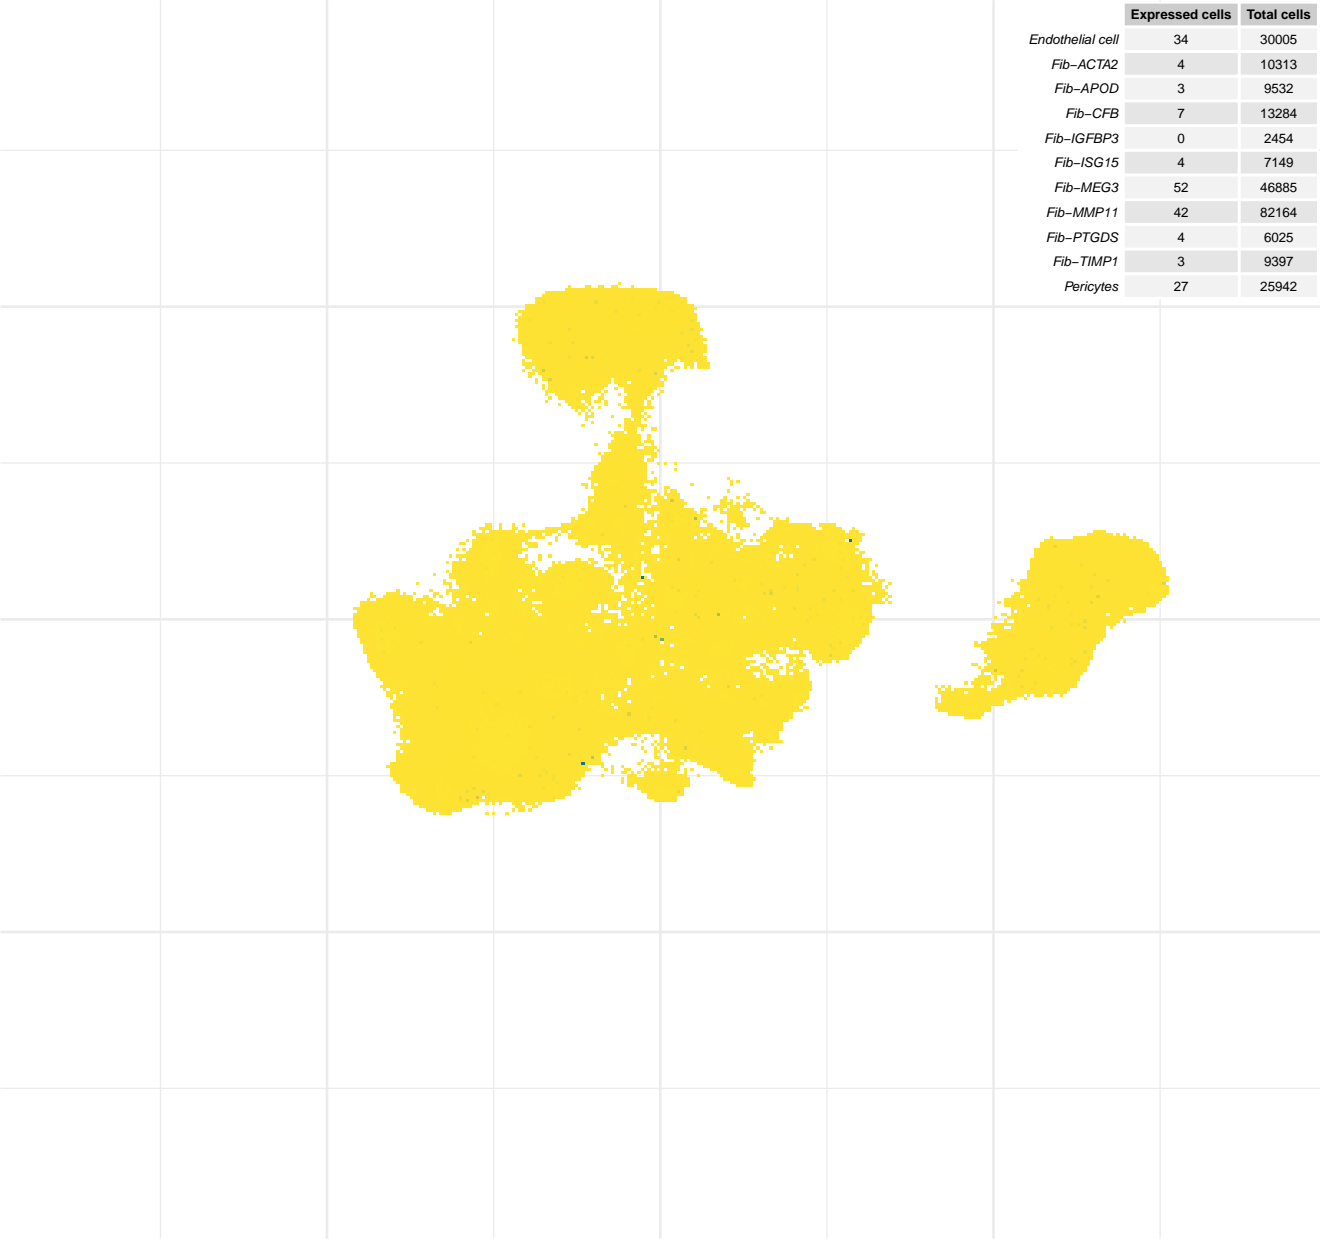 Expressed cells Total cells
Endothelial cell 34 30005
Fib−ACTA2 4 10313
Fib−APOD 3 9532
Fib−CFB 7 13284
Fib−IGFBP3 0 2454
Fib−ISG15 4 7149
Fib−MEG3 52 46885
Fib−MMP11 42 82164
Fib−PTGDS 4 6025
Fib−TIMP1 3 9397
Pericytes 27 25942